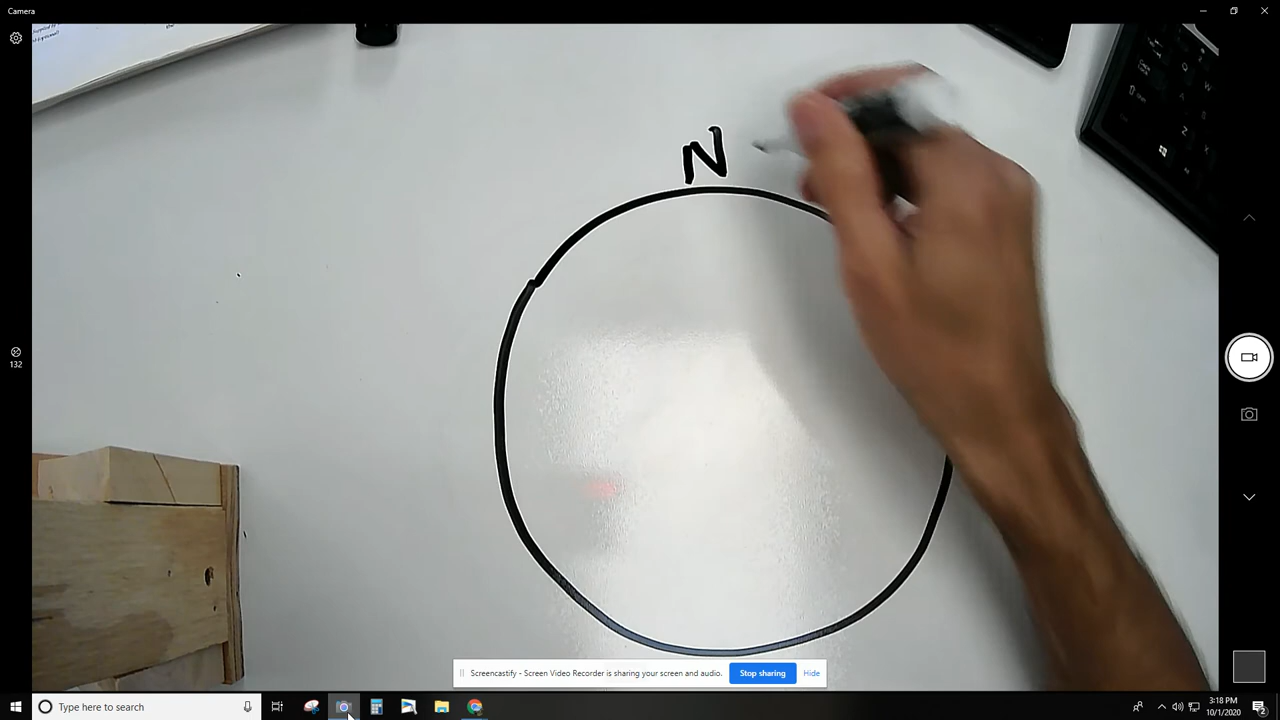 Camera
N
132
Screencastify - Screen Video Recorder is sharing your screen and audio.
Stop sharing
Hide
Type here to search
3:18 PM
10/1/2020
2